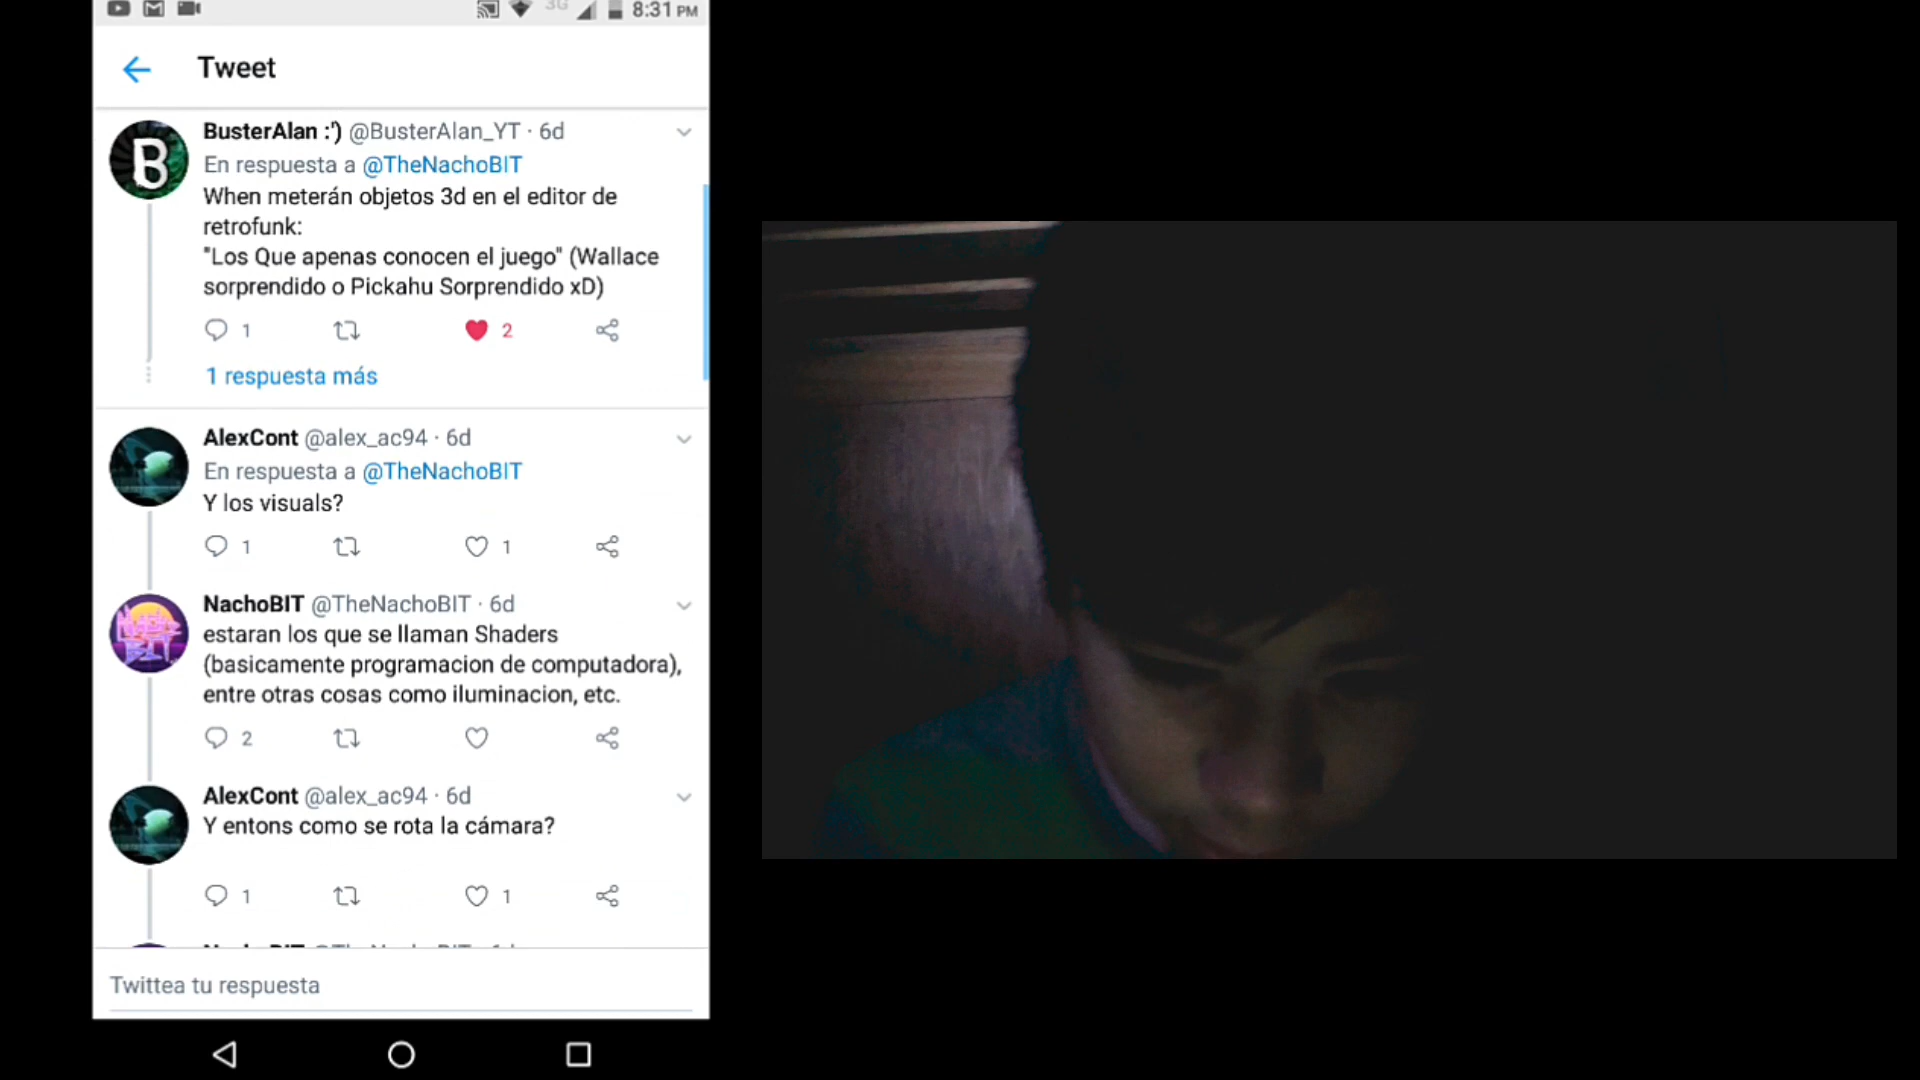 3G 8:31 PM
Tweet
BusterAlan :') @BusterAlan_YT · 6d
En respuesta a @TheNachoBIT
When meterán objetos 3d en el editor de
retrofunk:
"Los Que apenas conocen el juego" (Wallace
sorprendido o Pickahu Sorprendido xD)
1 2
1 respuesta más
AlexCont @alex_ac94 · 6d
En respuesta a @TheNachoBIT
Y los visuals?
1 1
NachoBIT @TheNachoBIT · 6d
estaran los que se llaman Shaders
(basicamente programacion de computadora),
entre otras cosas como iluminacion, etc.
2
AlexCont @alex_ac94 · 6d
Y entons como se rota la cámara?
1 1
Twittea tu respuesta